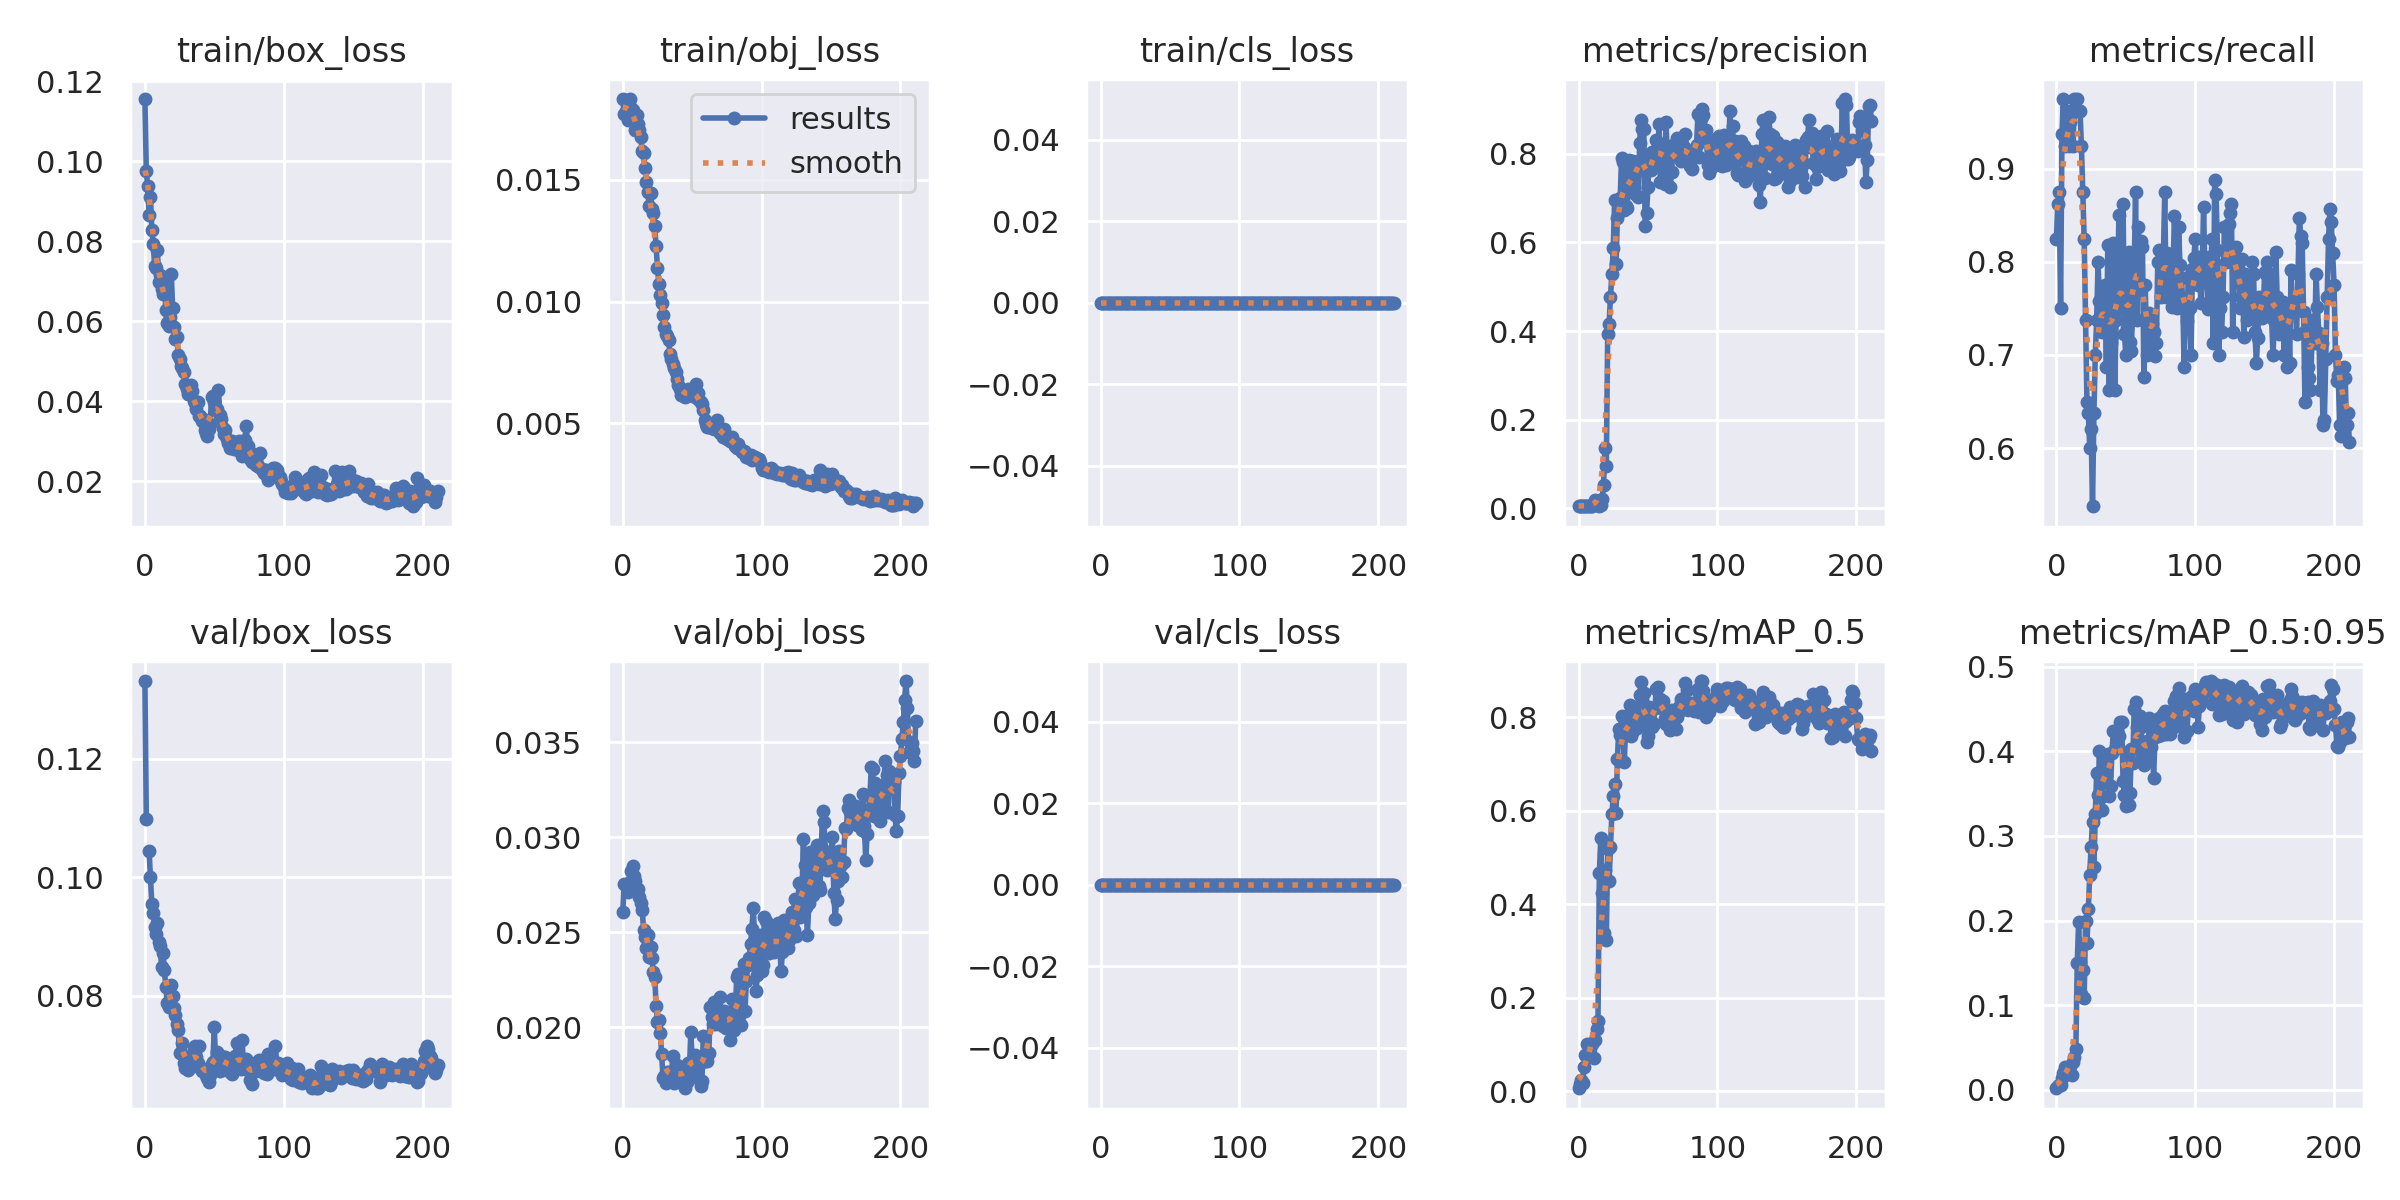 train/box_loss
0.12
0.10
0.08
0.06
0.04
0.02
0 100 200
train/obj_loss
results
smooth
0.015
0.010
0.005
0 100 200
train/cls_loss
0.04
0.02
0.00
−0.02
−0.04
0 100 200
metrics/precision
0.8
0.6
0.4
0.2
0.0
0 100 200
metrics/recall
0.9
0.8
0.7
0.6
0 100 200
val/box_loss
0.12
0.10
0.08
0 100 200
val/obj_loss
0.035
0.030
0.025
0.020
0 100 200
val/cls_loss
0.04
0.02
0.00
−0.02
−0.04
0 100 200
metrics/mAP_0.5
0.8
0.6
0.4
0.2
0.0
0 100 200
metrics/mAP_0.5:0.95
0.5
0.4
0.3
0.2
0.1
0.0
0 100 200